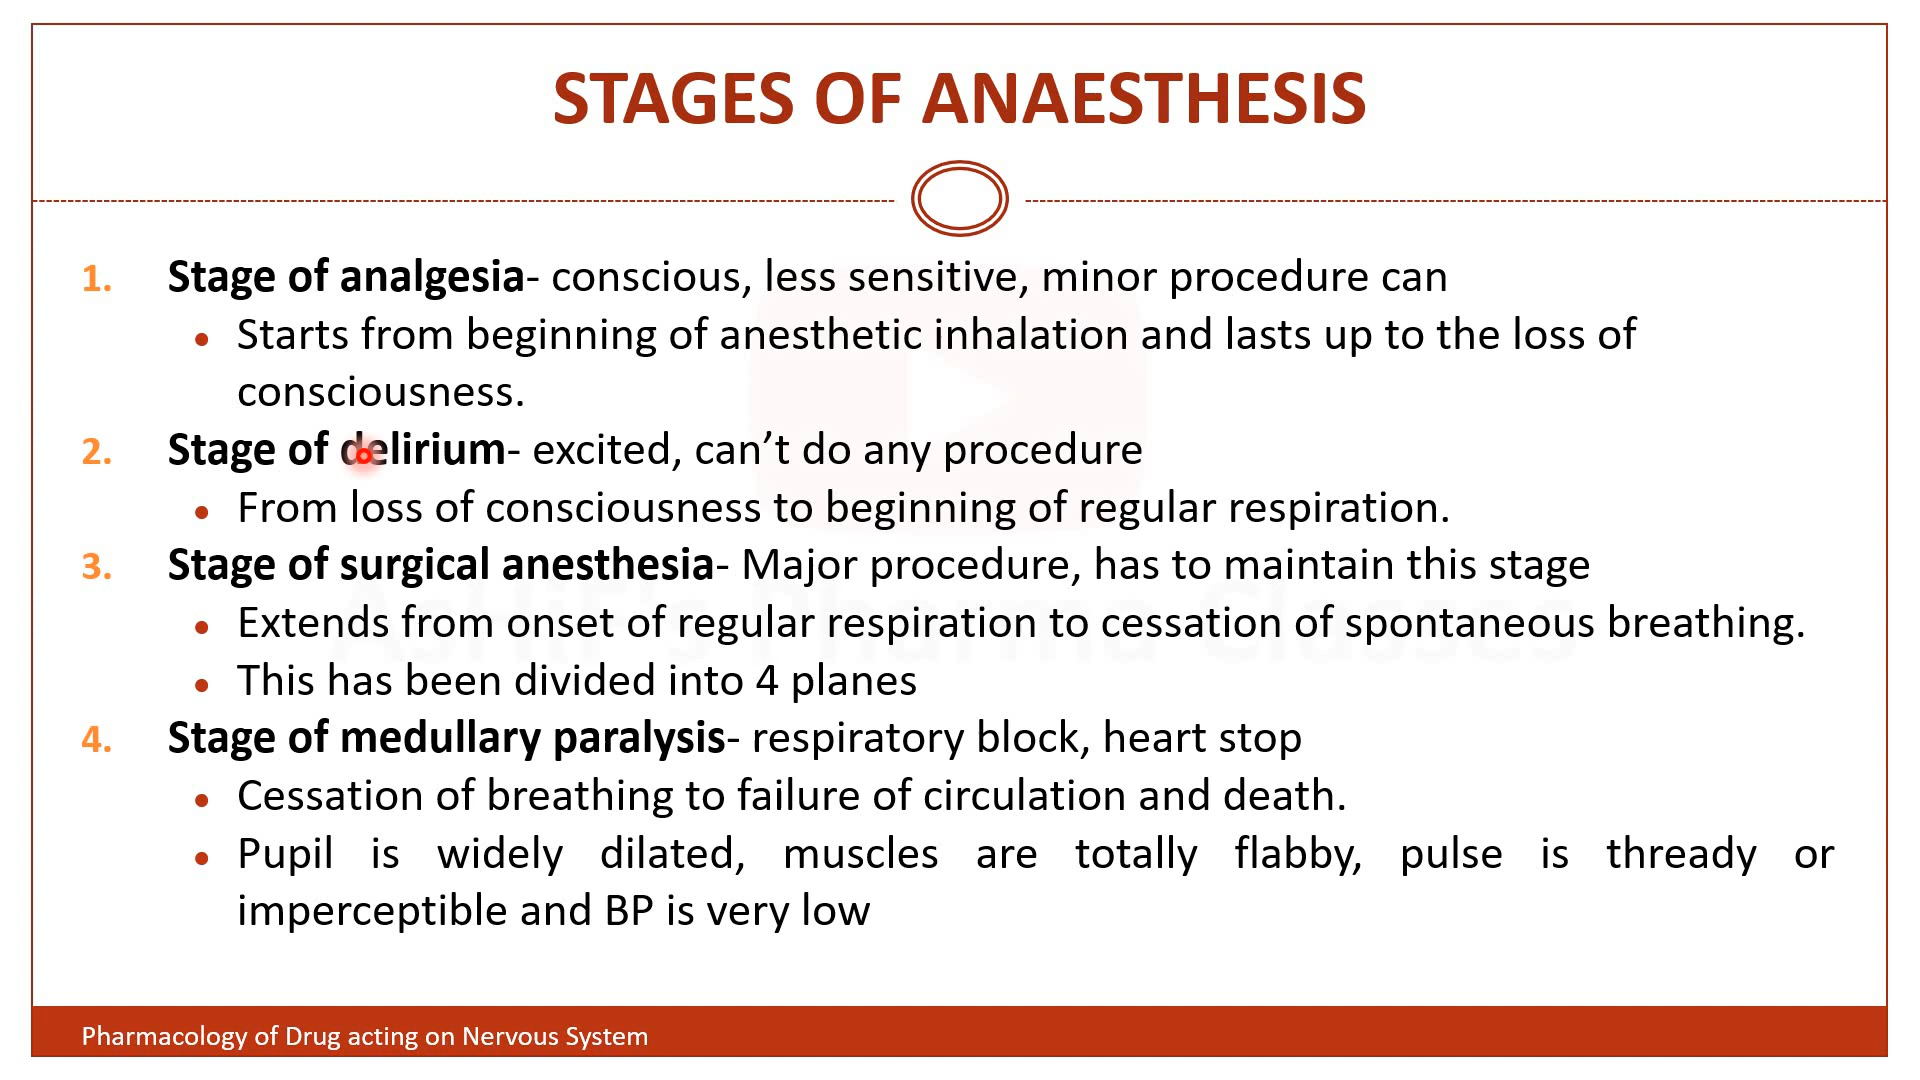 STAGES OF ANAESTHESIS
1. Stage of analgesia- conscious, less sensitive, minor procedure can
• Starts from beginning of anesthetic inhalation and lasts up to the loss of
consciousness.
2. Stage of delirium- excited, can’t do any procedure
• From loss of consciousness to beginning of regular respiration.
3. Stage of surgical anesthesia- Major procedure, has to maintain this stage
• Extends from onset of regular respiration to cessation of spontaneous breathing.
AsHiF's Pharma Classes
• This has been divided into 4 planes
4. Stage of medullary paralysis- respiratory block, heart stop
• Cessation of breathing to failure of circulation and death.
• Pupil is widely dilated, muscles are totally flabby, pulse is thready or
imperceptible and BP is very low
Pharmacology of Drug acting on Nervous System